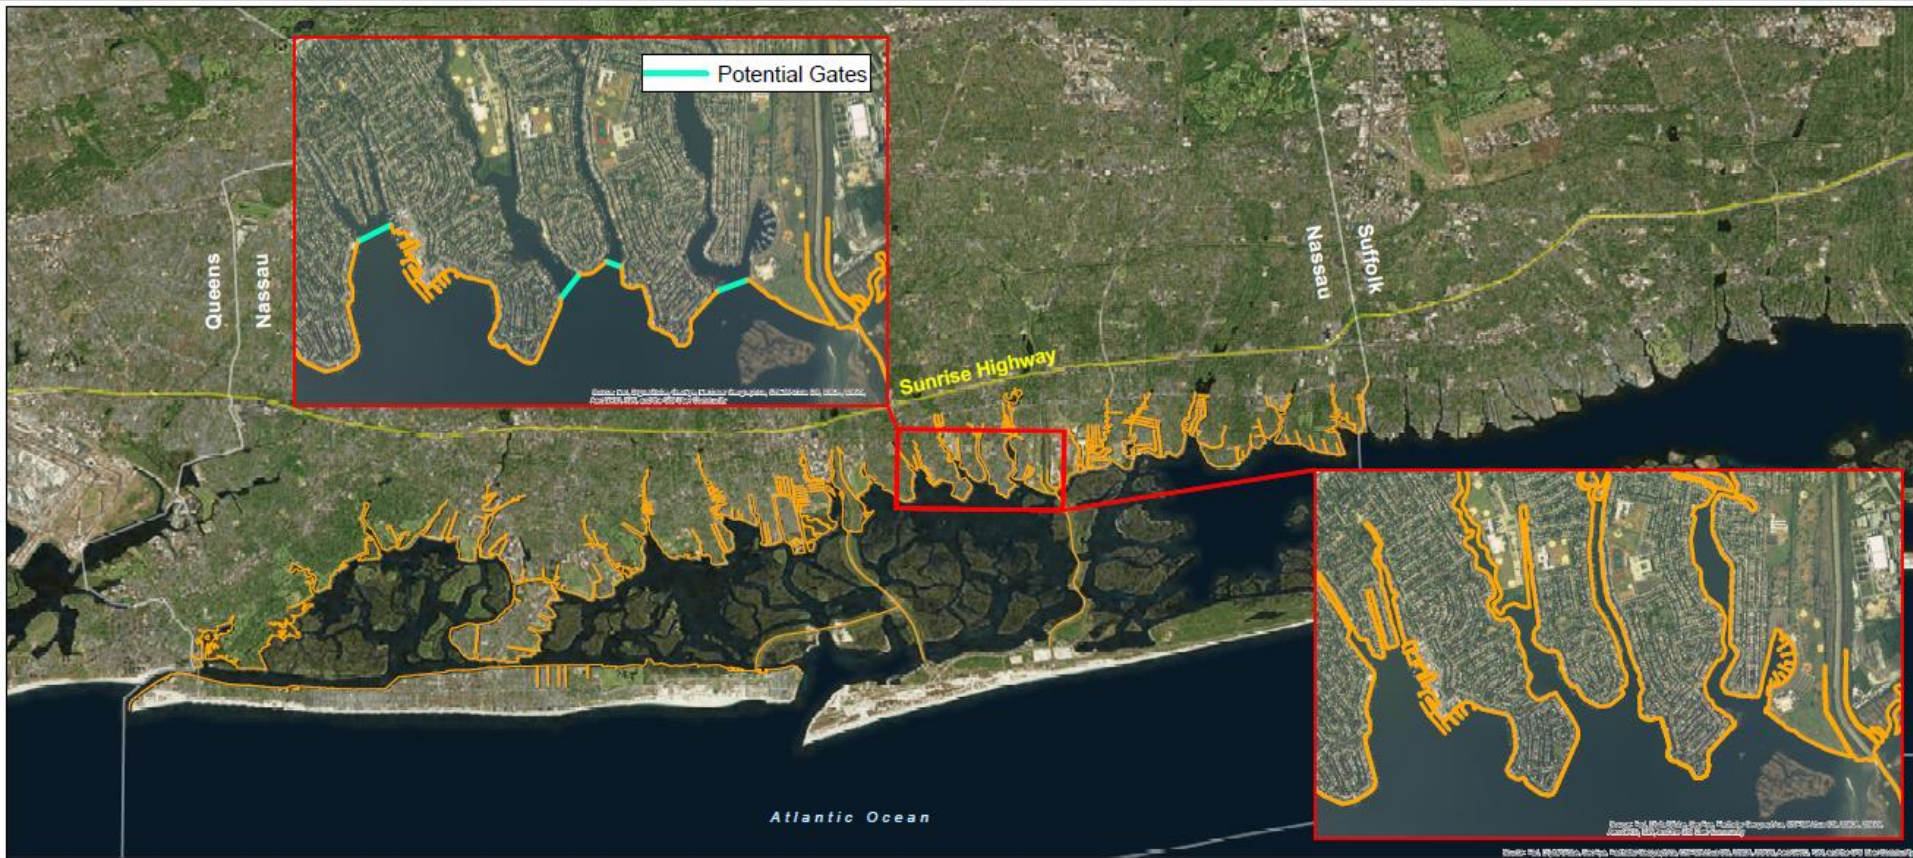 Potential Gates
Queens
Nassau
Nassau
Suffolk
Sunrise Highway
Atlantic Ocean